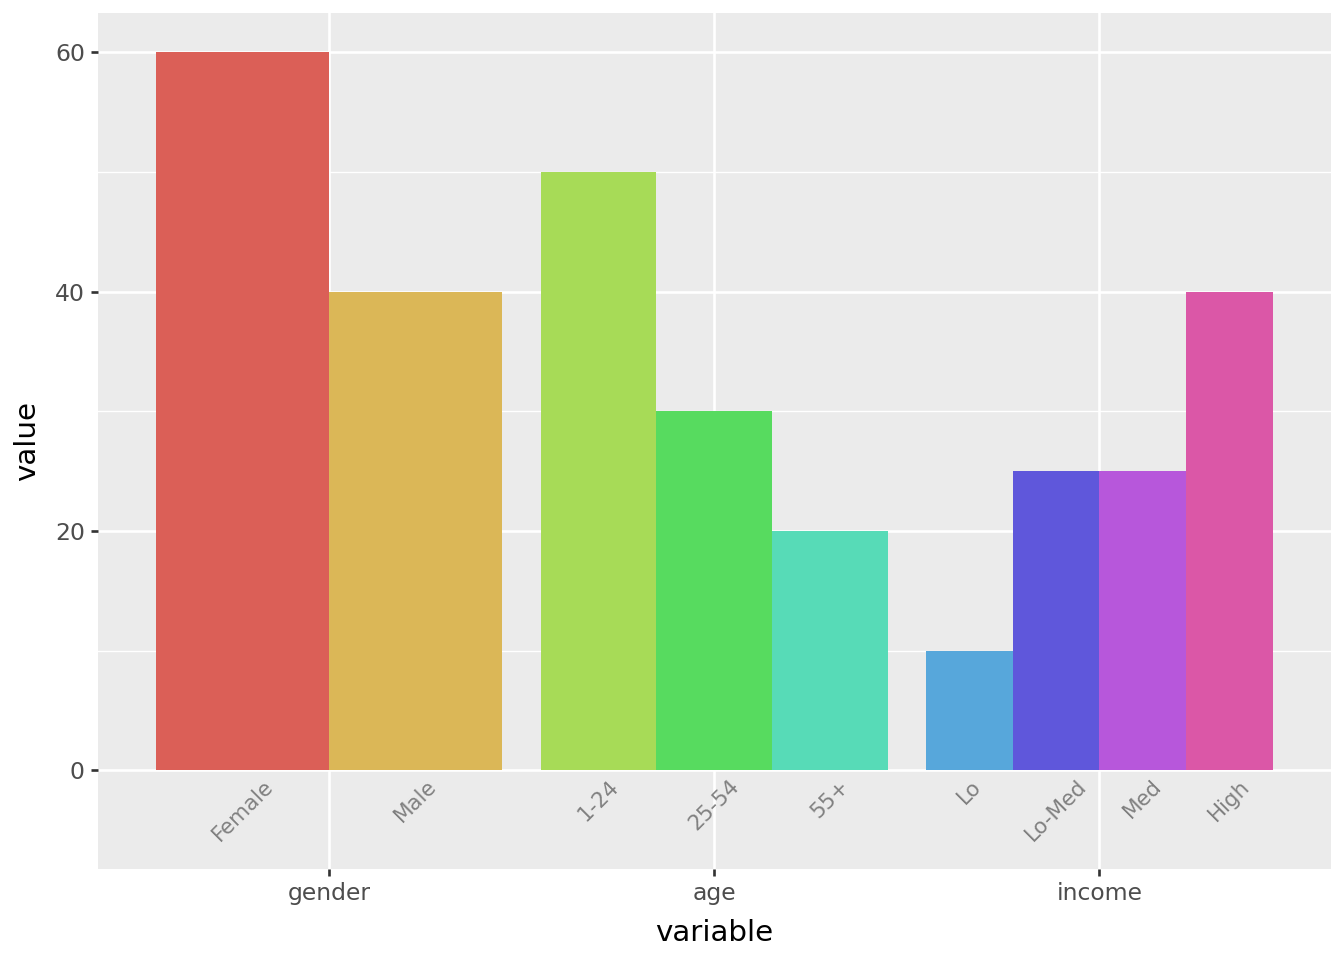 60
40
20
0
value
Female Male 1-24 25-54 55+ Lo Lo-Med Med High
gender age income
variable